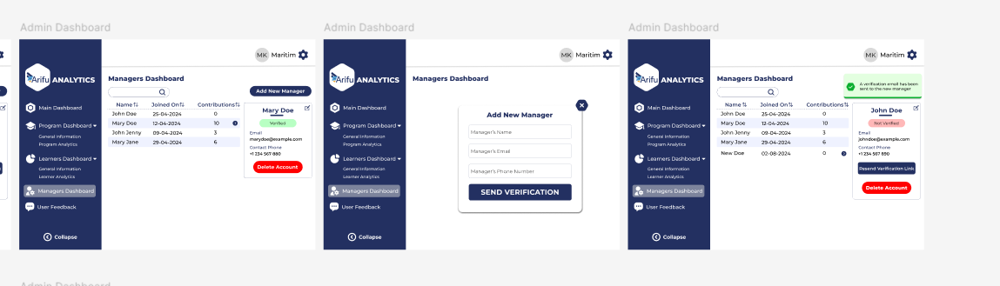 Admin Dashboard
MK Maritim
Arifu ANALYTICS
Managers Dashboard
Add New Manager
Name Joined On Contributions
John Doe 25-04-2024 0
Mary Doe 12-04-2024 10
John Jenny 09-04-2024 3
Mary Jane 29-04-2024 6
Mary Doe
Verified
Email
marydoe@example.com
Contact Phone
+1 234 567 880
Delete Account
Main Dashboard
Program Dashboard
General Information
Program Analytics
Learners Dashboard
General Information
Learner Analytics
Managers Dashboard
User Feedback
Collapse
Admin Dashboard
MK Maritim
Arifu ANALYTICS
Managers Dashboard
Add New Manager
Manager's Name
Manager's Email
Manager's Phone Number
SEND VERIFICATION
Main Dashboard
Program Dashboard
General Information
Program Analytics
Learners Dashboard
General Information
Learner Analytics
Managers Dashboard
User Feedback
Collapse
Admin Dashboard
MK Maritim
Arifu ANALYTICS
Managers Dashboard
A verification email has been
sent to the new manager
Name Joined On Contributions
John Doe 25-04-2024 0
Mary Doe 12-04-2024 10
John Jenny 09-04-2024 3
Mary Jane 29-04-2024 6
New Doe 02-08-2024 0
John Doe
Not Verified
Email
johndoe@example.com
Contact Phone
+1 234 567 890
Resend Verification Link
Delete Account
Main Dashboard
Program Dashboard
General Information
Program Analytics
Learners Dashboard
General Information
Learner Analytics
Managers Dashboard
User Feedback
Collapse
Admin Dashboard